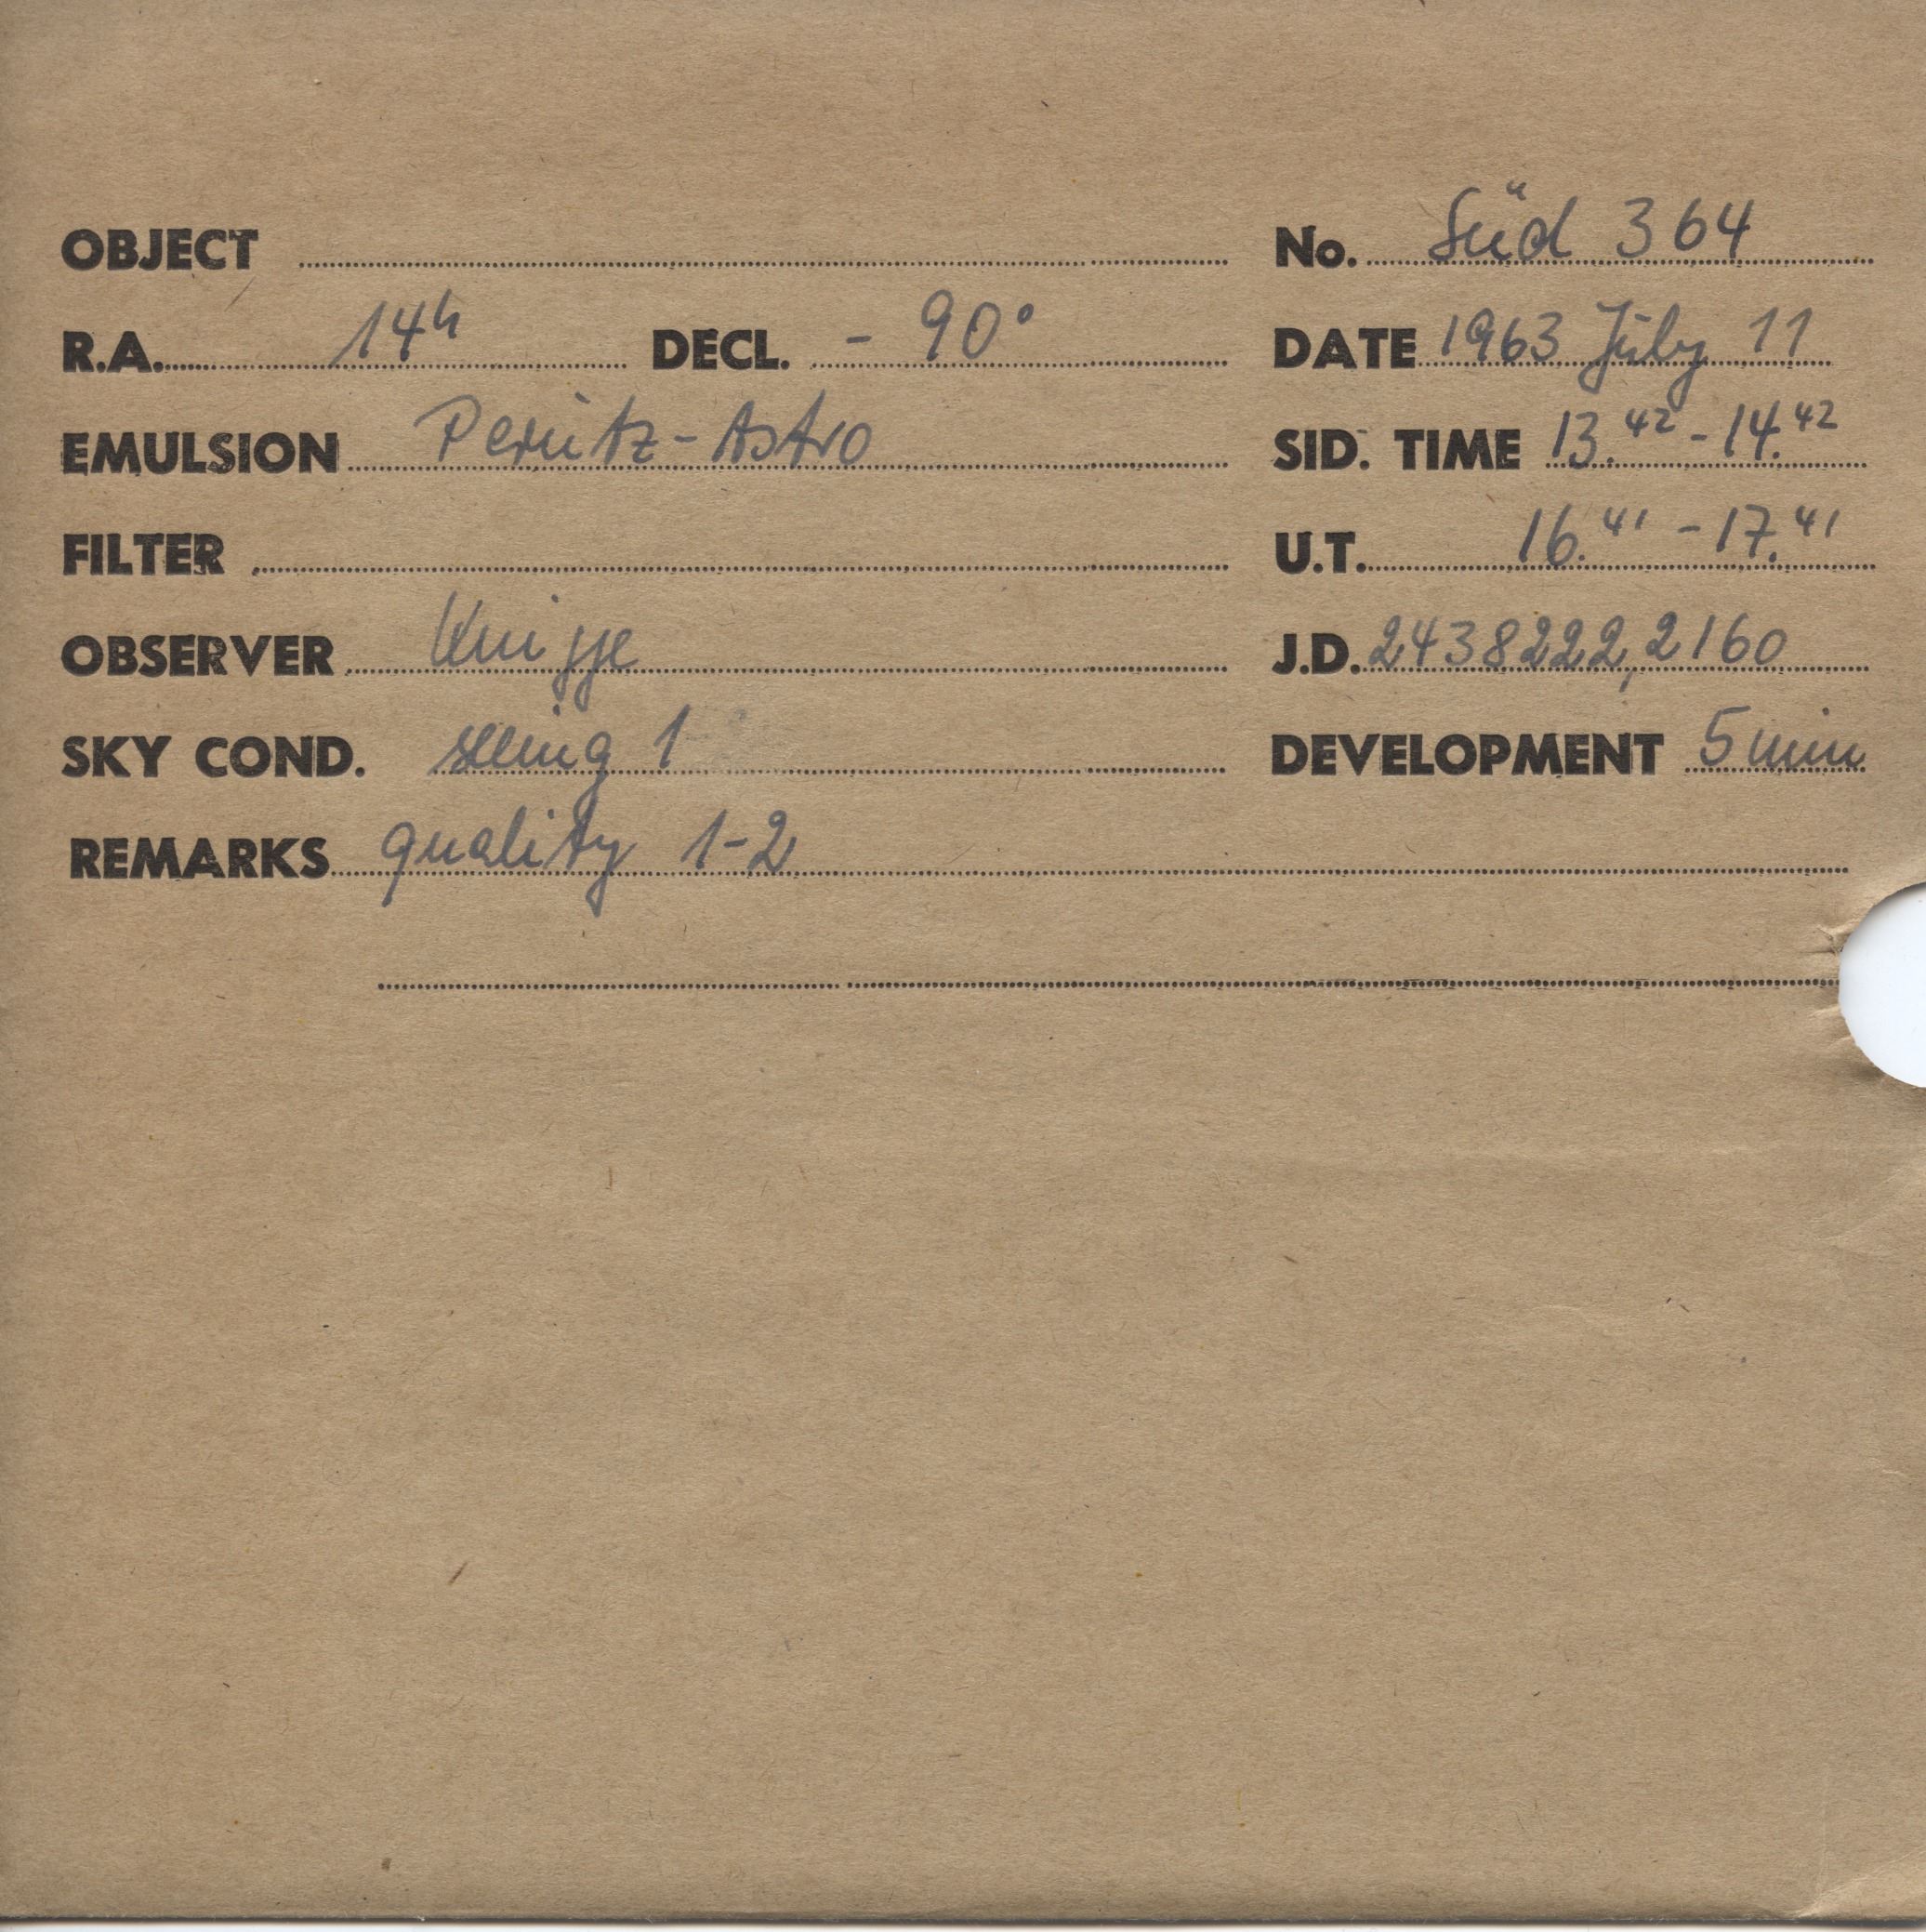 OBJECT No. Süd 364
R.A. 14h DECL. - 90° DATE 1963 July 11
EMULSION Perutz-Astro SID. TIME 13.42 - 14.42
FILTER U.T. 16.41 - 17.41
OBSERVER Knigge J.D. 2438222,2160
SKY COND. seeing 1 DEVELOPMENT 5 min
REMARKS quality 1-2